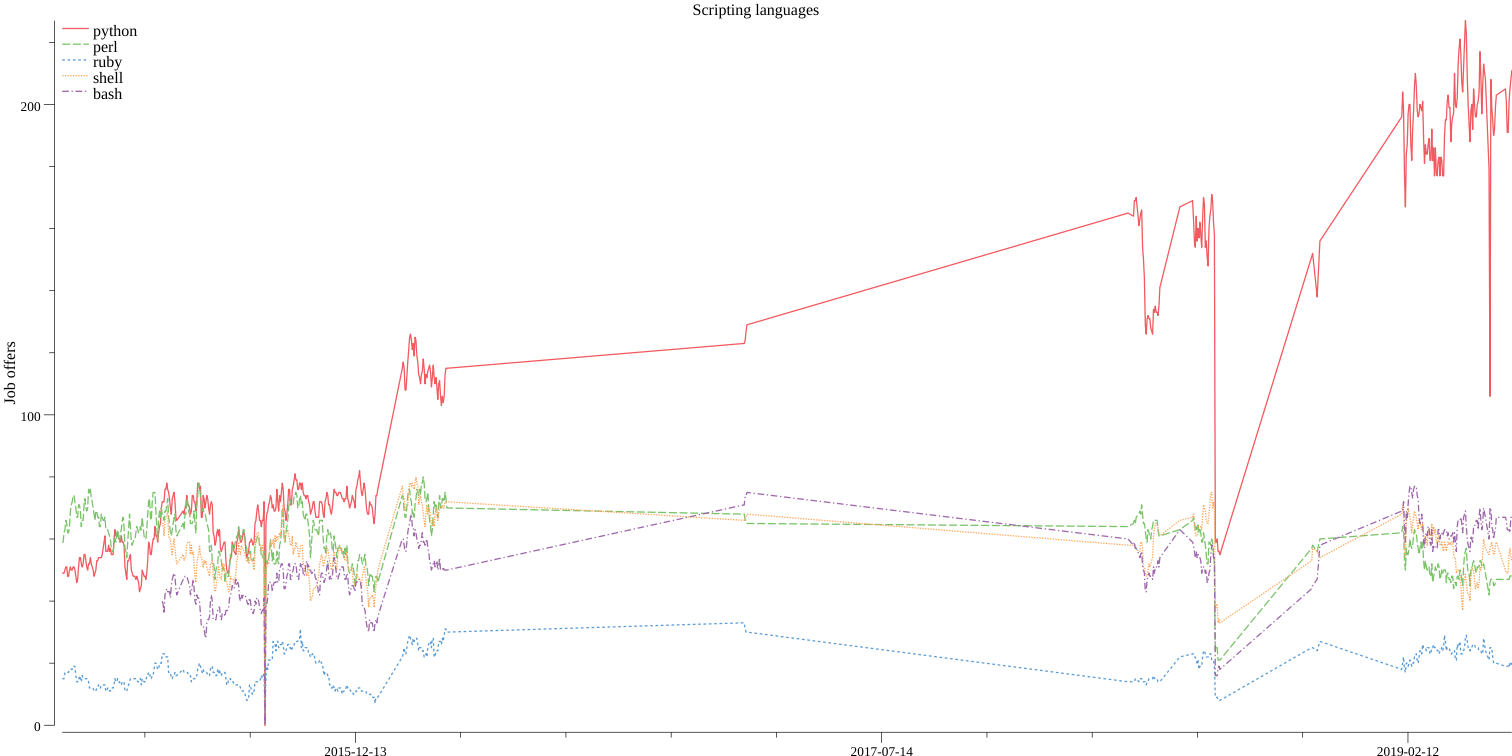 Scripting languages
python
perl
ruby
shell
bash
200
100
0
Job offers
2015-12-13
2017-07-14
2019-02-12